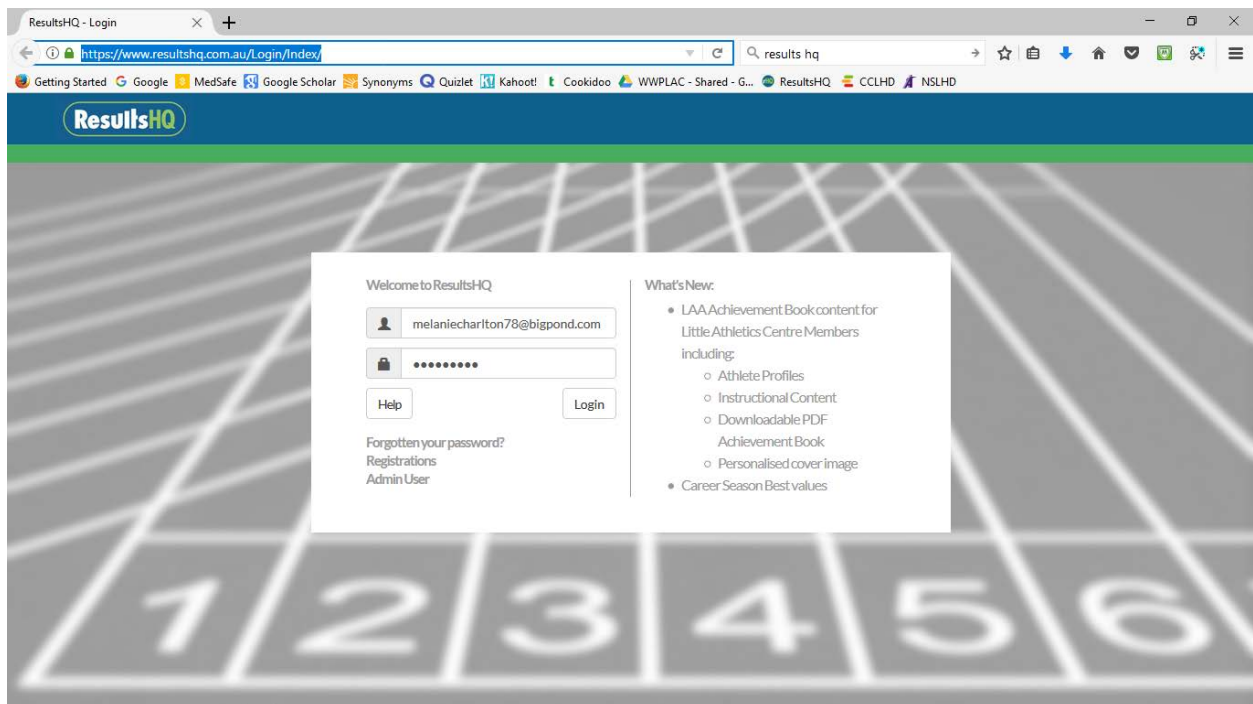 ResultsHQ - Login
https://www.resultshq.com.au/Login/Index/
results hq
Getting Started Google MedSafe Google Scholar Synonyms Quizlet Kahoot! Cookidoo WWPLAC - Shared - G... ResultsHQ CCLHD NSLHD
ResultsHQ
Welcome to ResultsHQ
melaniecharlton78@bigpond.com
Help Login
Forgotten your password?
Registrations
Admin User
What's New:
LAA Achievement Book content for
Little Athletics Centre Members
including:
Athlete Profiles
Instructional Content
Downloadable PDF
Achievement Book
Personalised cover image
Career Season Best values
1 2 3 4 5 6